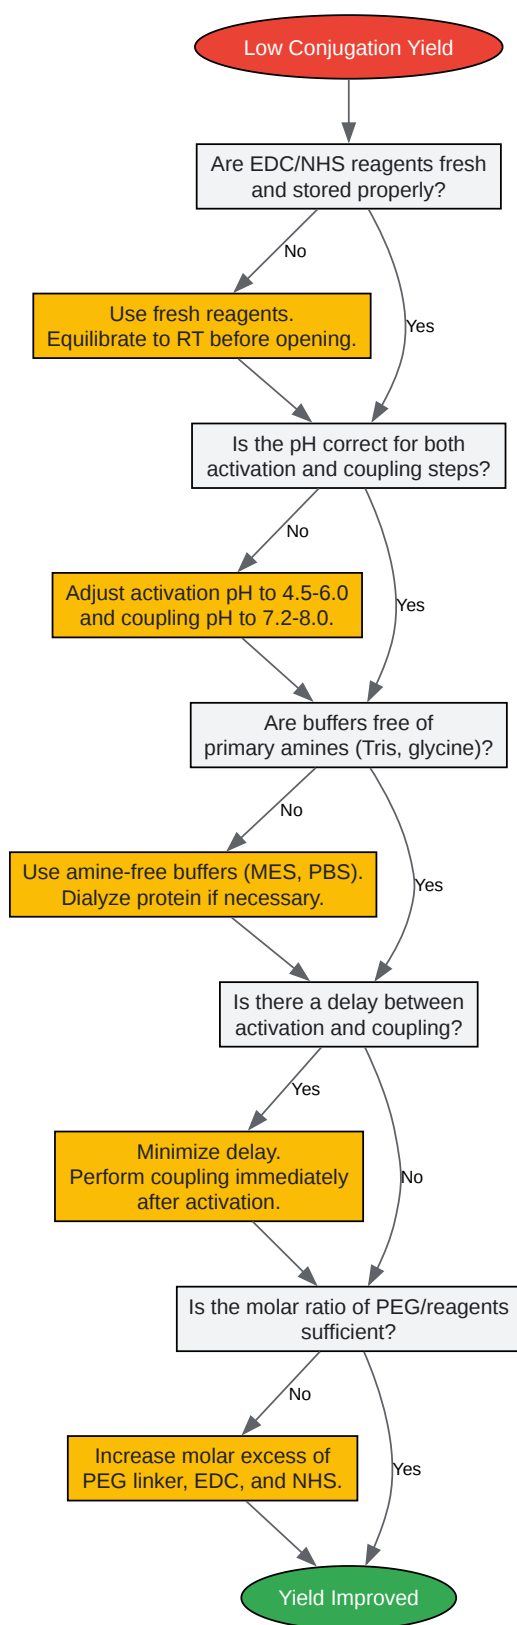 Low Conjugation Yield
Are EDC/NHS reagents fresh
and stored properly?
No
Yes
Use fresh reagents.
Equilibrate to RT before opening.
Is the pH correct for both
activation and coupling steps?
No
Yes
Adjust activation pH to 4.5-6.0
and coupling pH to 7.2-8.0.
Are buffers free of
primary amines (Tris, glycine)?
No
Yes
Use amine-free buffers (MES, PBS).
Dialyze protein if necessary.
Is there a delay between
activation and coupling?
Yes
No
Minimize delay.
Perform coupling immediately
after activation.
Is the molar ratio of PEG/reagents
sufficient?
No
Yes
Increase molar excess of
PEG linker, EDC, and NHS.
Yield Improved